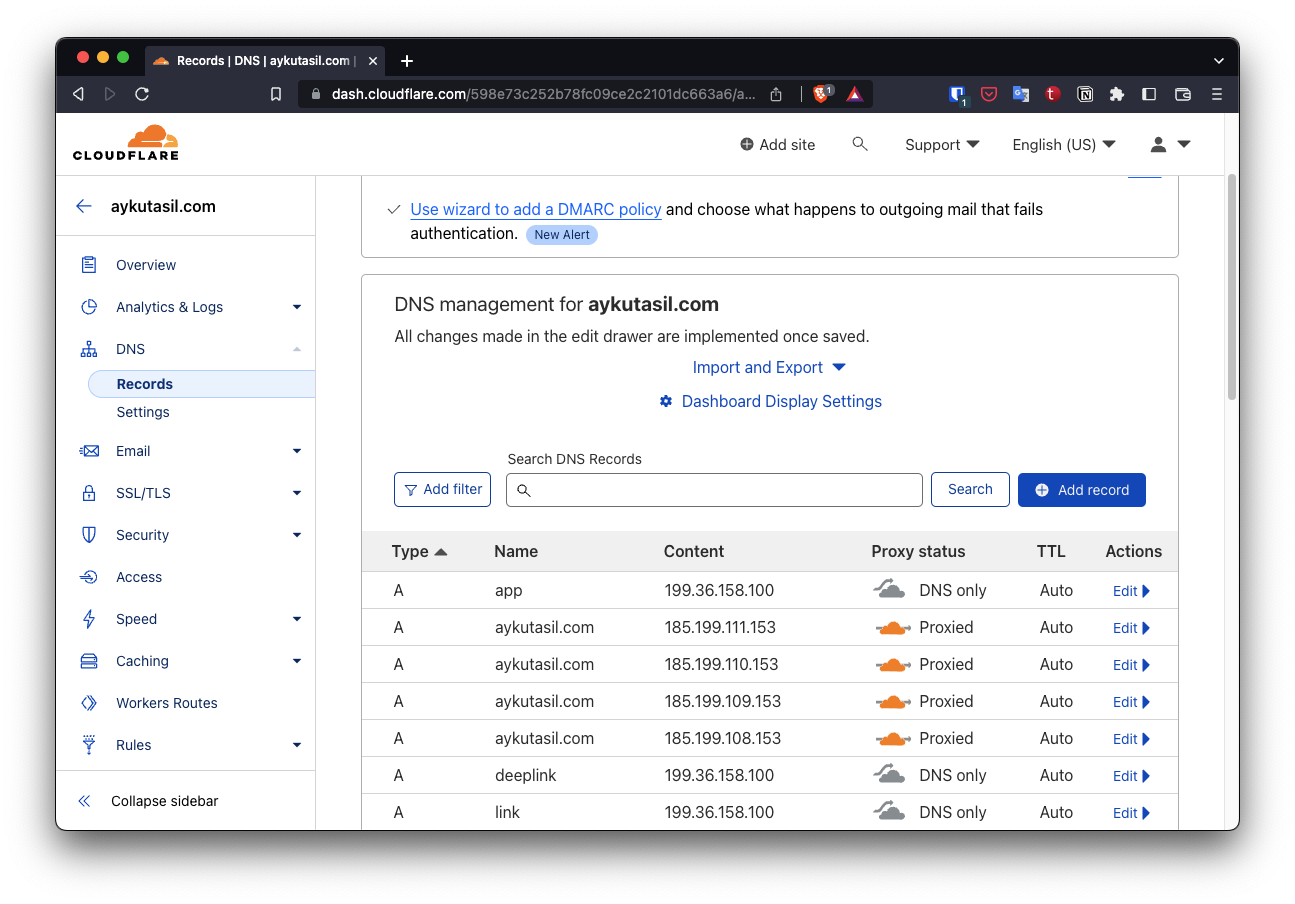 Records | DNS | aykutasil.com |
dash.cloudflare.com/598e73c252b78fc09ce2c2101dc663a6/a...
1
1
CLOUDFLARE
Add site
Support
English (US)
aykutasil.com
Overview
Analytics & Logs
DNS
Records
Settings
Email
SSL/TLS
Security
Access
Speed
Caching
Workers Routes
Rules
Collapse sidebar
Use wizard to add a DMARC policy and choose what happens to outgoing mail that fails
authentication. New Alert
DNS management for aykutasil.com
All changes made in the edit drawer are implemented once saved.
Import and Export
Dashboard Display Settings
Search DNS Records
Add filter
Search
Add record
Type Name Content Proxy status TTL Actions
A app 199.36.158.100 DNS only Auto Edit
A aykutasil.com 185.199.111.153 Proxied Auto Edit
A aykutasil.com 185.199.110.153 Proxied Auto Edit
A aykutasil.com 185.199.109.153 Proxied Auto Edit
A aykutasil.com 185.199.108.153 Proxied Auto Edit
A deeplink 199.36.158.100 DNS only Auto Edit
A link 199.36.158.100 DNS only Auto Edit